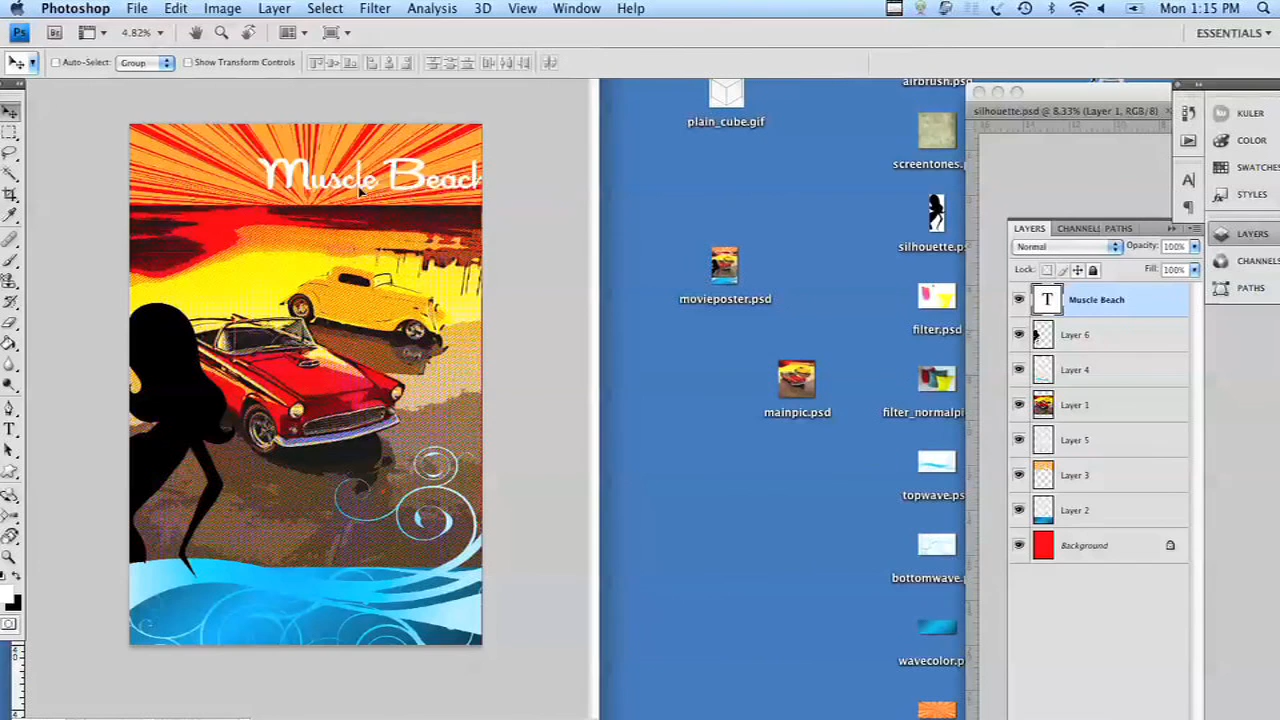 Photoshop File Edit Image Layer Select Filter Analysis 3D View Window Help Mon 1:15 PM
Ps Br 4.82% ESSENTIALS
Auto-Select: Group Show Transform Controls
airbrush.psd
plain_cube.gif
silhouette.psd @ 8.33% (Layer 1, RGB/8)
KULER
COLOR
SWATCHES
STYLES
LAYERS
CHANNELS
PATHS
screentones.p
silhouette.ps
movieposter.psd
filter.psd
mainpic.psd
filter_normalpi
topwave.ps
bottomwave.p
wavecolor.p
Muscle Beach
LAYERS CHANNEL PATHS
Normal Opacity: 100%
Lock: Fill: 100%
T Muscle Beach
Layer 6
Layer 4
Layer 1
Layer 5
Layer 3
Layer 2
Background